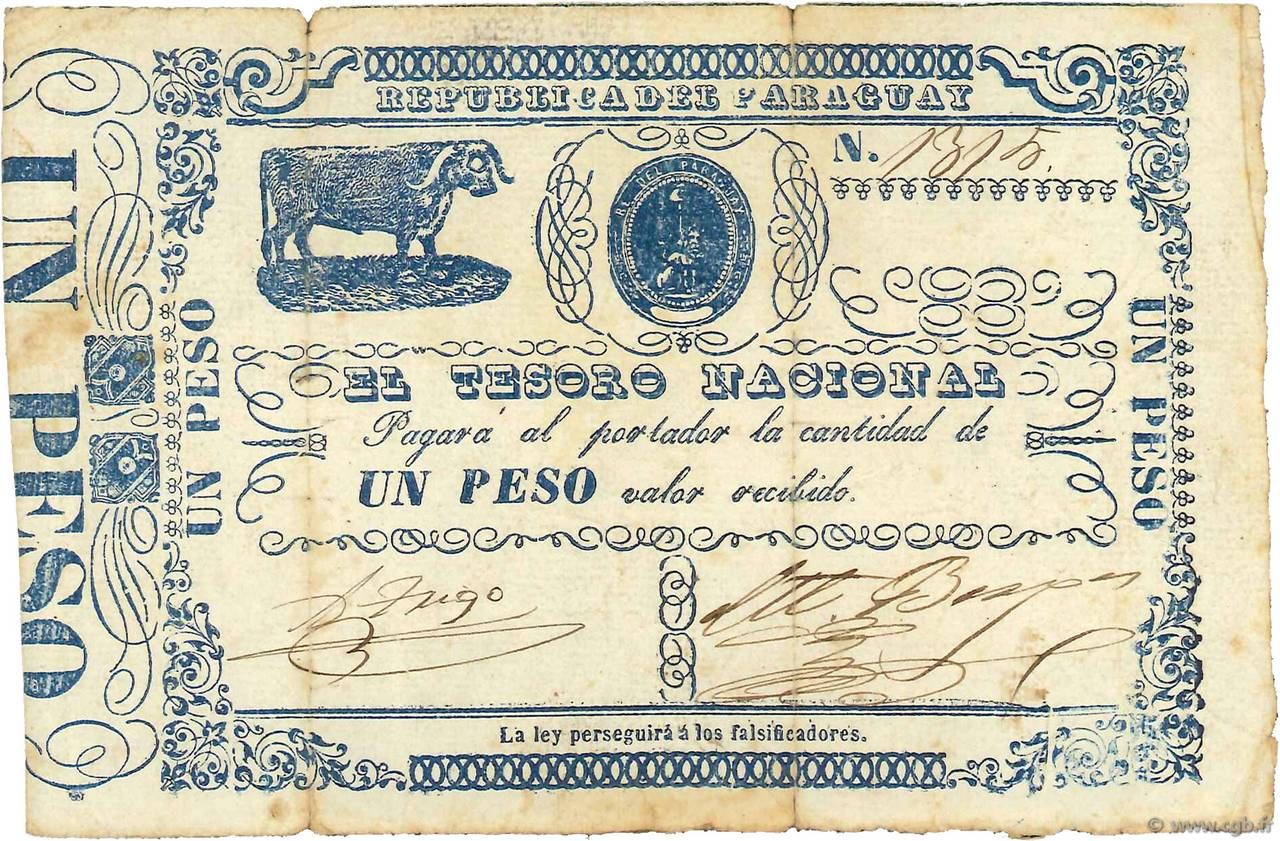 REPUBLICA DEL PARAGUAY
N. 1315.
UN PESO
UN PESO
UN PESO
EL TESORO NACIONAL
Pagará al portador la cantidad de
UN PESO valor recibido.
La ley perseguirá á los falsificadores.
© www.cgb.fr